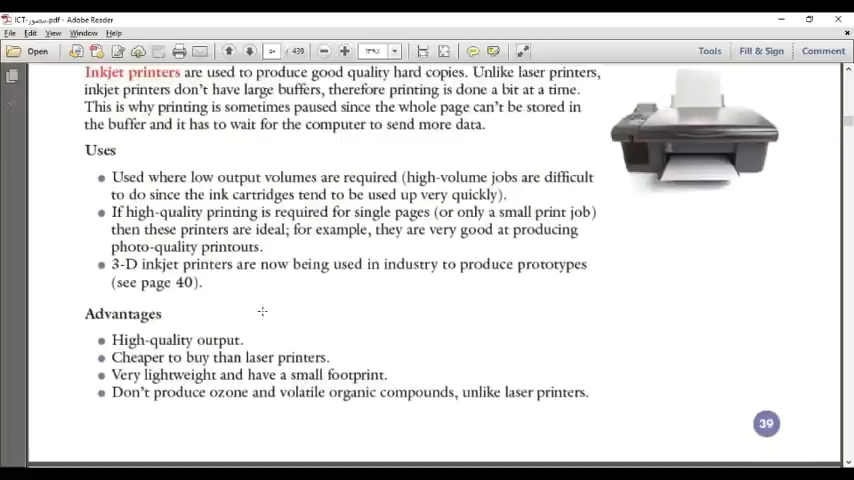 ICT-مصور.pdf - Adobe Reader
File Edit View Window Help
Open ٥٠ / 439 Tools Fill & Sign Comment
Inkjet printers are used to produce good quality hard copies. Unlike laser printers,
inkjet printers don't have large buffers, therefore printing is done a bit at a time.
This is why printing is sometimes paused since the whole page can't be stored in
the buffer and it has to wait for the computer to send more data.
Uses
Used where low output volumes are required (high-volume jobs are difficult
to do since the ink cartridges tend to be used up very quickly).
If high-quality printing is required for single pages (or only a small print job)
then these printers are ideal; for example, they are very good at producing
photo-quality printouts.
3-D inkjet printers are now being used in industry to produce prototypes
(see page 40).
Advantages
High-quality output.
Cheaper to buy than laser printers.
Very lightweight and have a small footprint.
Don't produce ozone and volatile organic compounds, unlike laser printers.
39